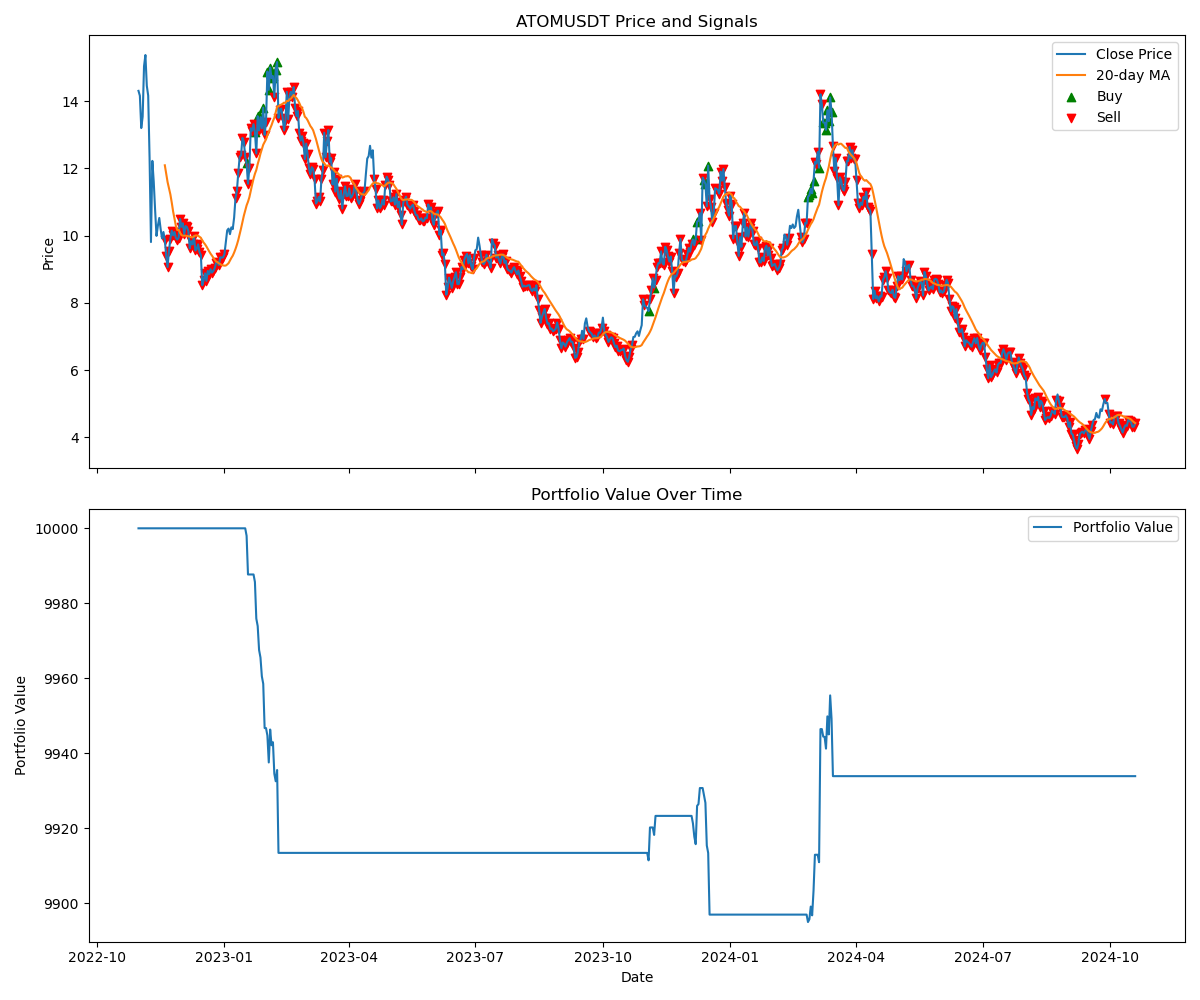 ATOMUSDT Price and Signals
Close Price
20-day MA
Buy
Sell
Price
14
12
10
8
6
4
Portfolio Value Over Time
Portfolio Value
Portfolio Value
10000
9980
9960
9940
9920
9900
2022-10
2023-01
2023-04
2023-07
2023-10
2024-01
2024-04
2024-07
2024-10
Date